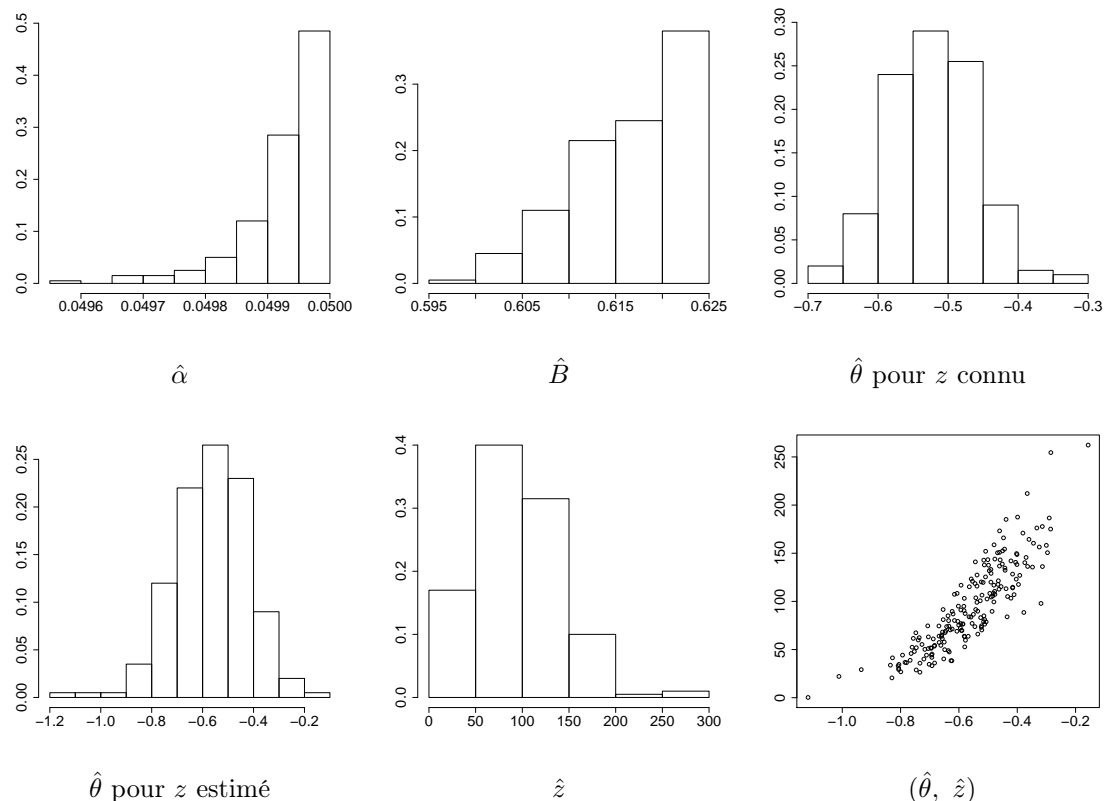 0.0 0.1 0.2 0.3 0.4 0.5
0.0496 0.0497 0.0498 0.0499 0.0500
α̂
0.0 0.1 0.2 0.3
0.595 0.605 0.615 0.625
B̂
0.00 0.05 0.10 0.15 0.20 0.25 0.30
−0.7 −0.6 −0.5 −0.4 −0.3
θ̂ pour z connu
0.00 0.05 0.10 0.15 0.20 0.25
−1.2 −1.0 −0.8 −0.6 −0.4 −0.2
θ̂ pour z estimé
0.0 0.1 0.2 0.3 0.4
0 50 100 150 200 250 300
ẑ
0 50 100 150 200 250
−1.0 −0.8 −0.6 −0.4 −0.2
(θ̂, ẑ)